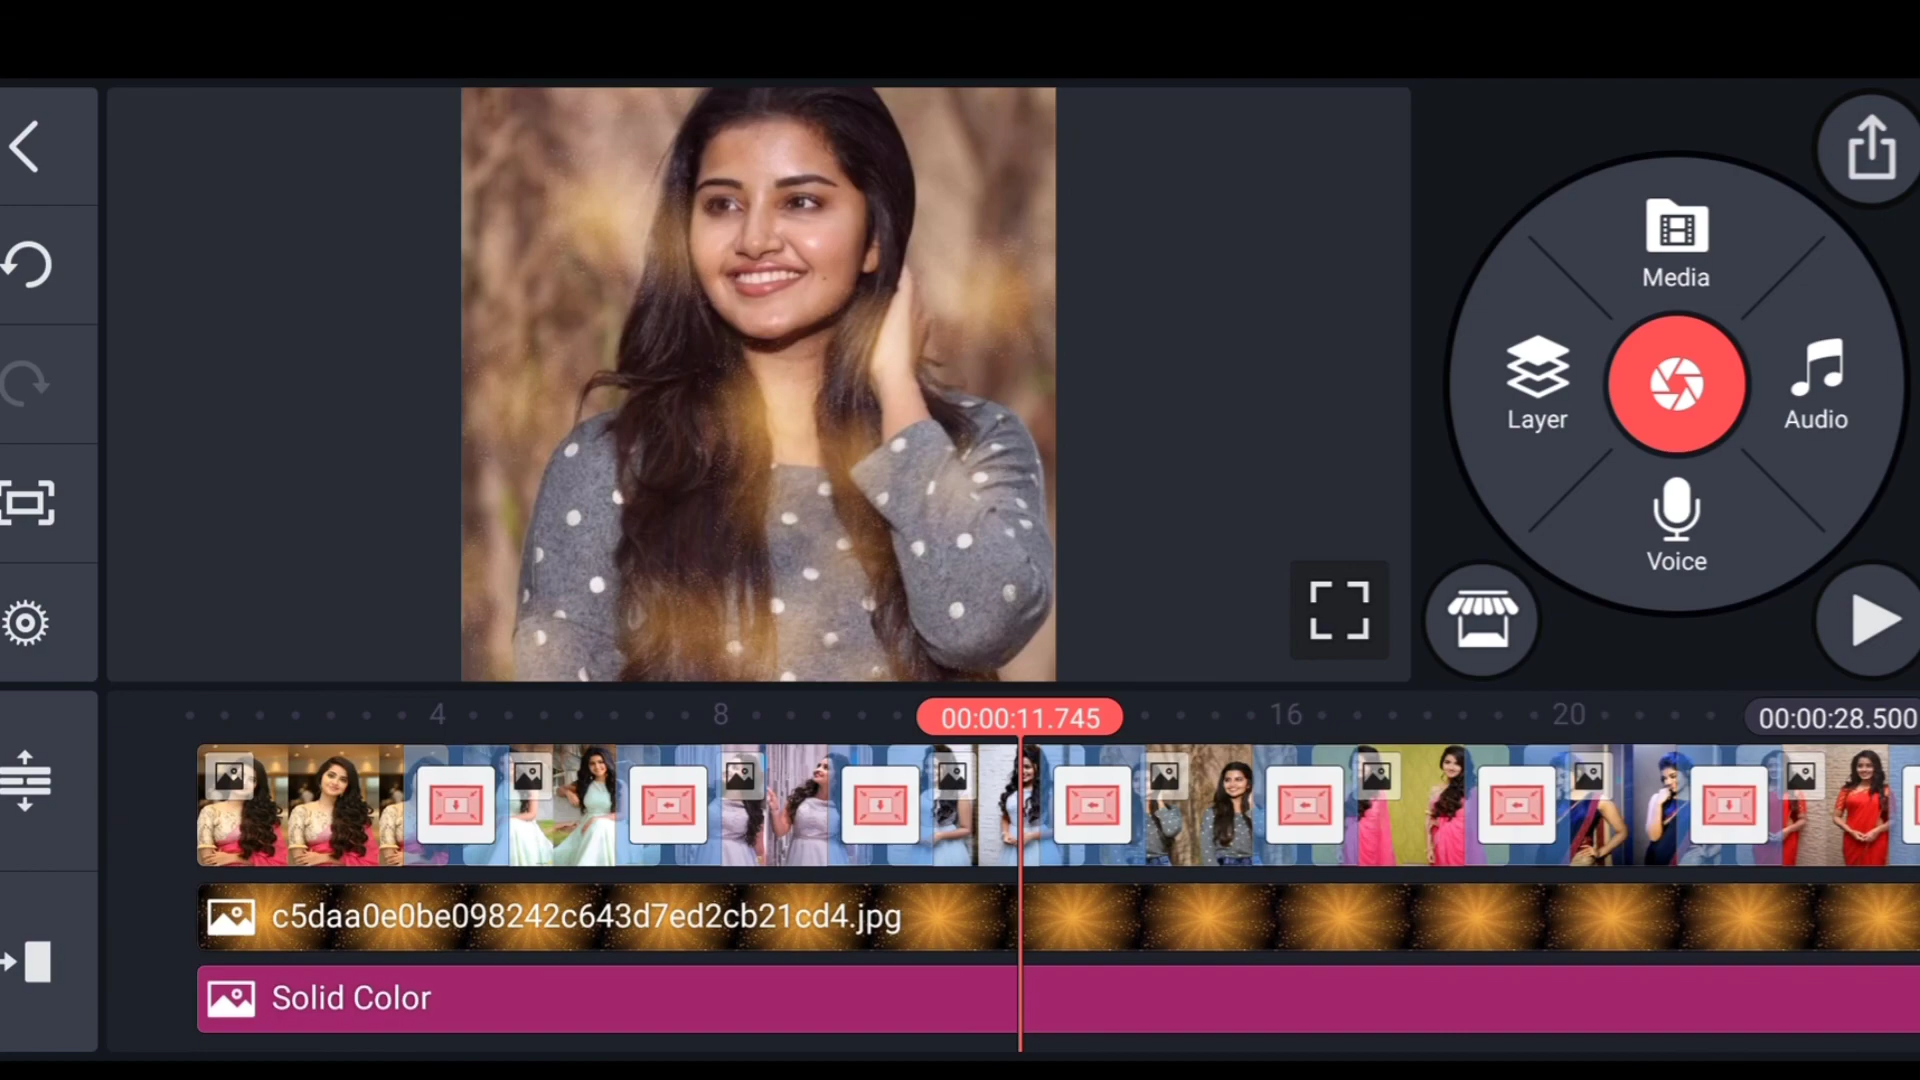 Media
Layer
Audio
Voice
4
8
00:00:11.745
16
20
00:00:28.500
c5daa0e0be098242c643d7ed2cb21cd4.jpg
Solid Color